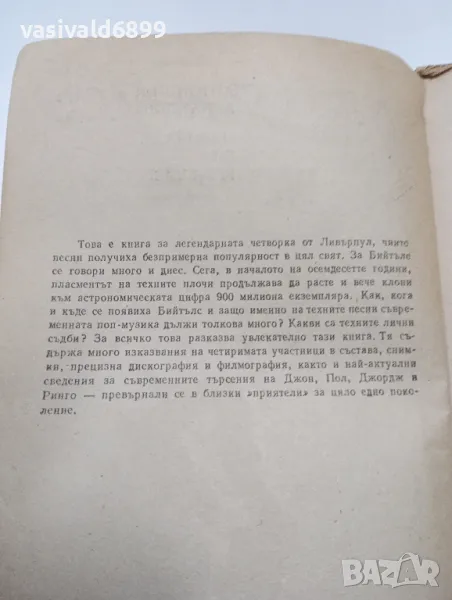 vasivald6899
Това е книга за легендарната четворка от Ливърпул, чиито
песни получиха безпримерна популярност в цял свят. За Бийтълс
се говори много и днес. Сега, в началото на осемдесетте години,
пласментът на техните плочи продължава да расте и вече клони
към астрономическата цифра 900 милиона екземпляра. Как, кога
и къде се появиха Бийтълс и защо именно на техните песни съвре-
менната поп-музика дължи толкова много? Какви са техните лични
съдби? За всичко това разказва увлекателно тази книга. Тя съ-
държа много изказвания на четиримата участници в състава, сним-
ки, прецизна дискография и филмография, както и най-актуални
сведения за съвременните търсения на Джон, Пол, Джордж и
Ринго — превърнали се в близки »приятели« за цяло едно поко-
ление.
BAZAR